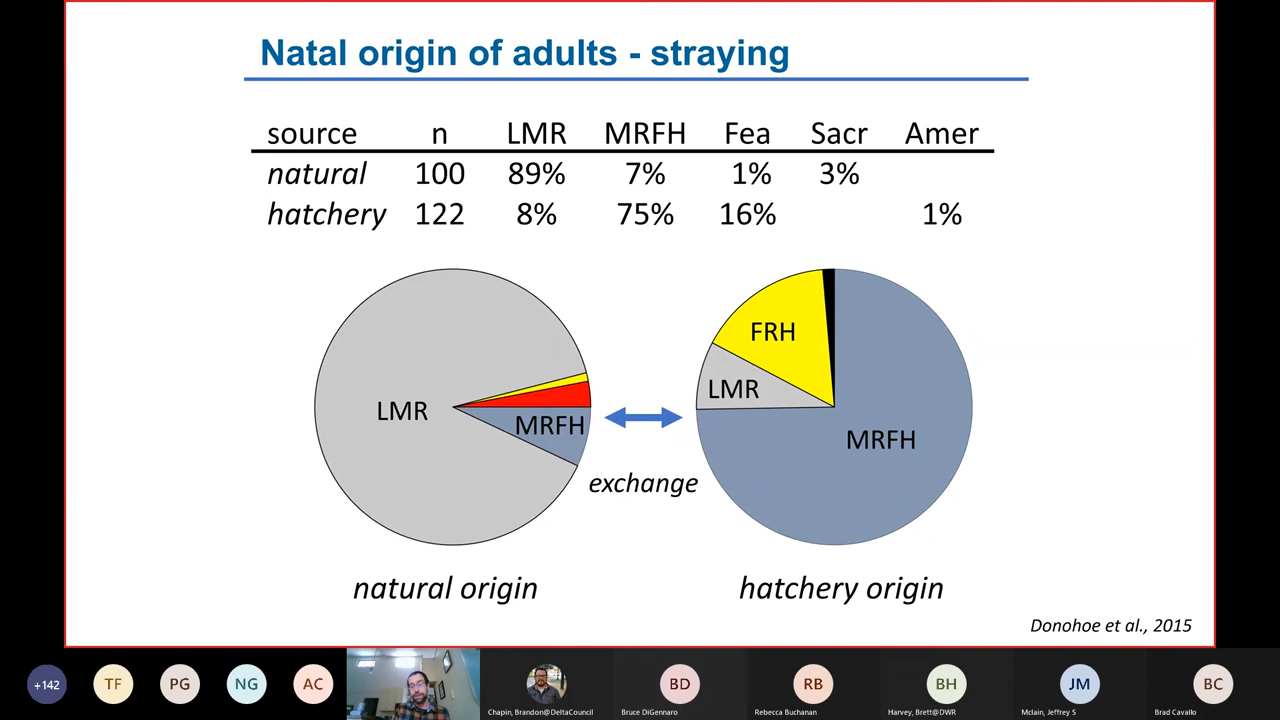 Natal origin of adults - straying
source n LMR MRFH Fea Sacr Amer
natural 100 89% 7% 1% 3%
hatchery 122 8% 75% 16% 1%
FRH
LMR
LMR
MRFH
MRFH
exchange
natural origin
hatchery origin
Donohoe et al., 2015
+142 TF PG NG AC BD RB BH JM BC
Chapin, Brandon@DeltaCouncil Bruce DiGennaro Rebecca Buchanan Harvey, Brett@DWR Mclain, Jeffrey S Brad Cavallo